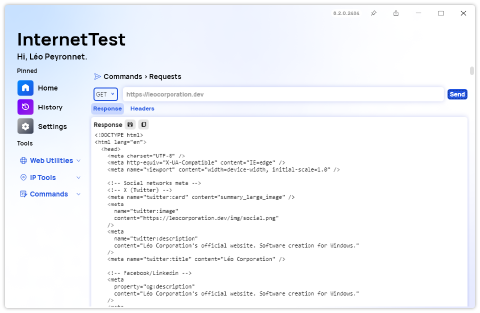 8.2.0.2406
InternetTest
Hi, Léo Peyronnet.
Pinned
Home
History
Settings
Tools
Web Utilities
IP Tools
Commands
Commands > Requests
GET
https://leocorporation.dev
Send
Response
Headers
Response
<!DOCTYPE html>
<html lang="en">
<head>
<meta charset="UTF-8" />
<meta http-equiv="X-UA-Compatible" content="IE=edge" />
<meta name="viewport" content="width=device-width, initial-scale=1.0" />
<!-- Social networks meta -->
<!-- X (Twitter) -->
<meta name="twitter:card" content="summary_large_image" />
<meta
name="twitter:image"
content="https://leocorporation.dev/img/social.png"
/>
<meta
name="twitter:description"
content="Léo Corporation's official website. Software creation for Windows."
/>
<meta name="twitter:title" content="Léo Corporation" />
<!-- Facebook/Linkedin -->
<meta
property="og:description"
content="Léo Corporation's official website. Software creation for Windows."
/>
<meta